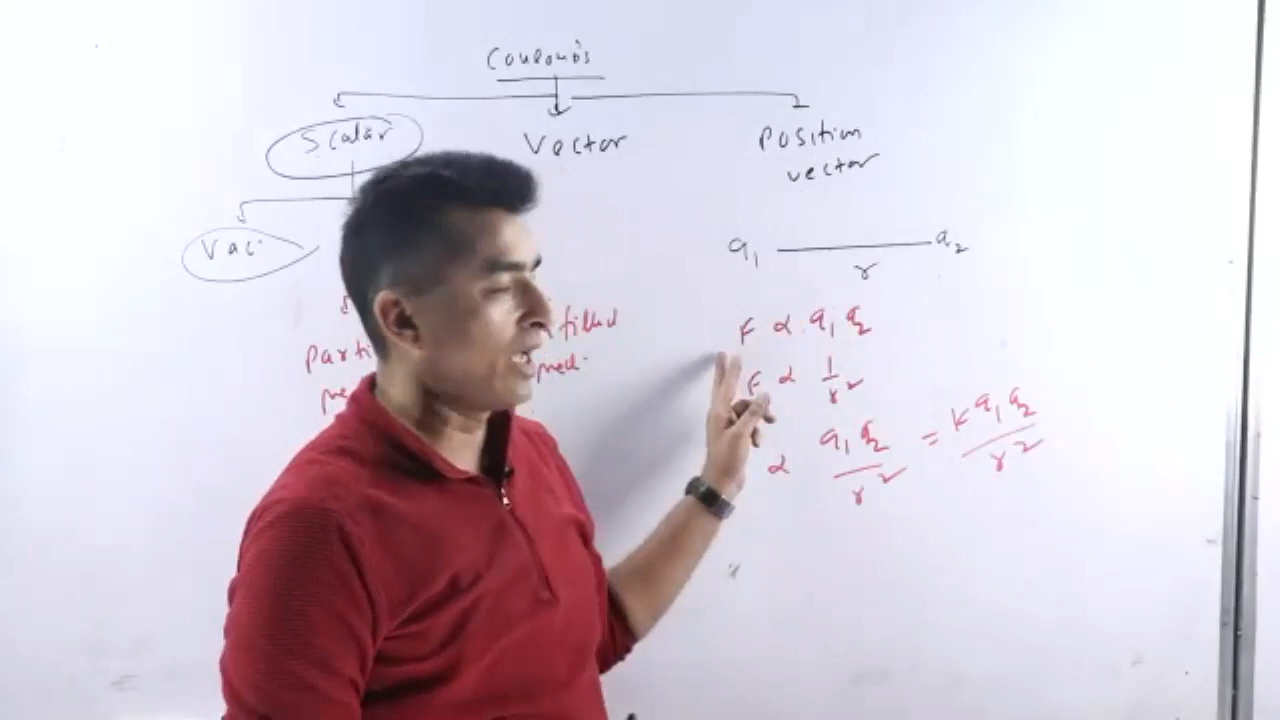 Coulomb's
Scalar Vector Position
vector
Vac.
q₁ q₂
r
F ∝ q₁ q₂
filled
F ∝ 1/r²
med.
∝ q₁ q₂ / r² = k q₁ q₂ / r²